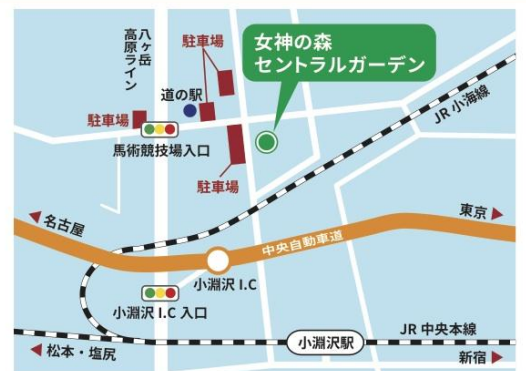 八ヶ岳
高原ライン
駐車場
女神の森
セントラルガーデン
道の駅
駐車場
馬術競技場入口
駐車場
JR 小海線
名古屋
東京
中央自動車道
小淵沢 I.C
小淵沢 I.C 入口
小淵沢駅
JR 中央本線
松本・塩尻
新宿